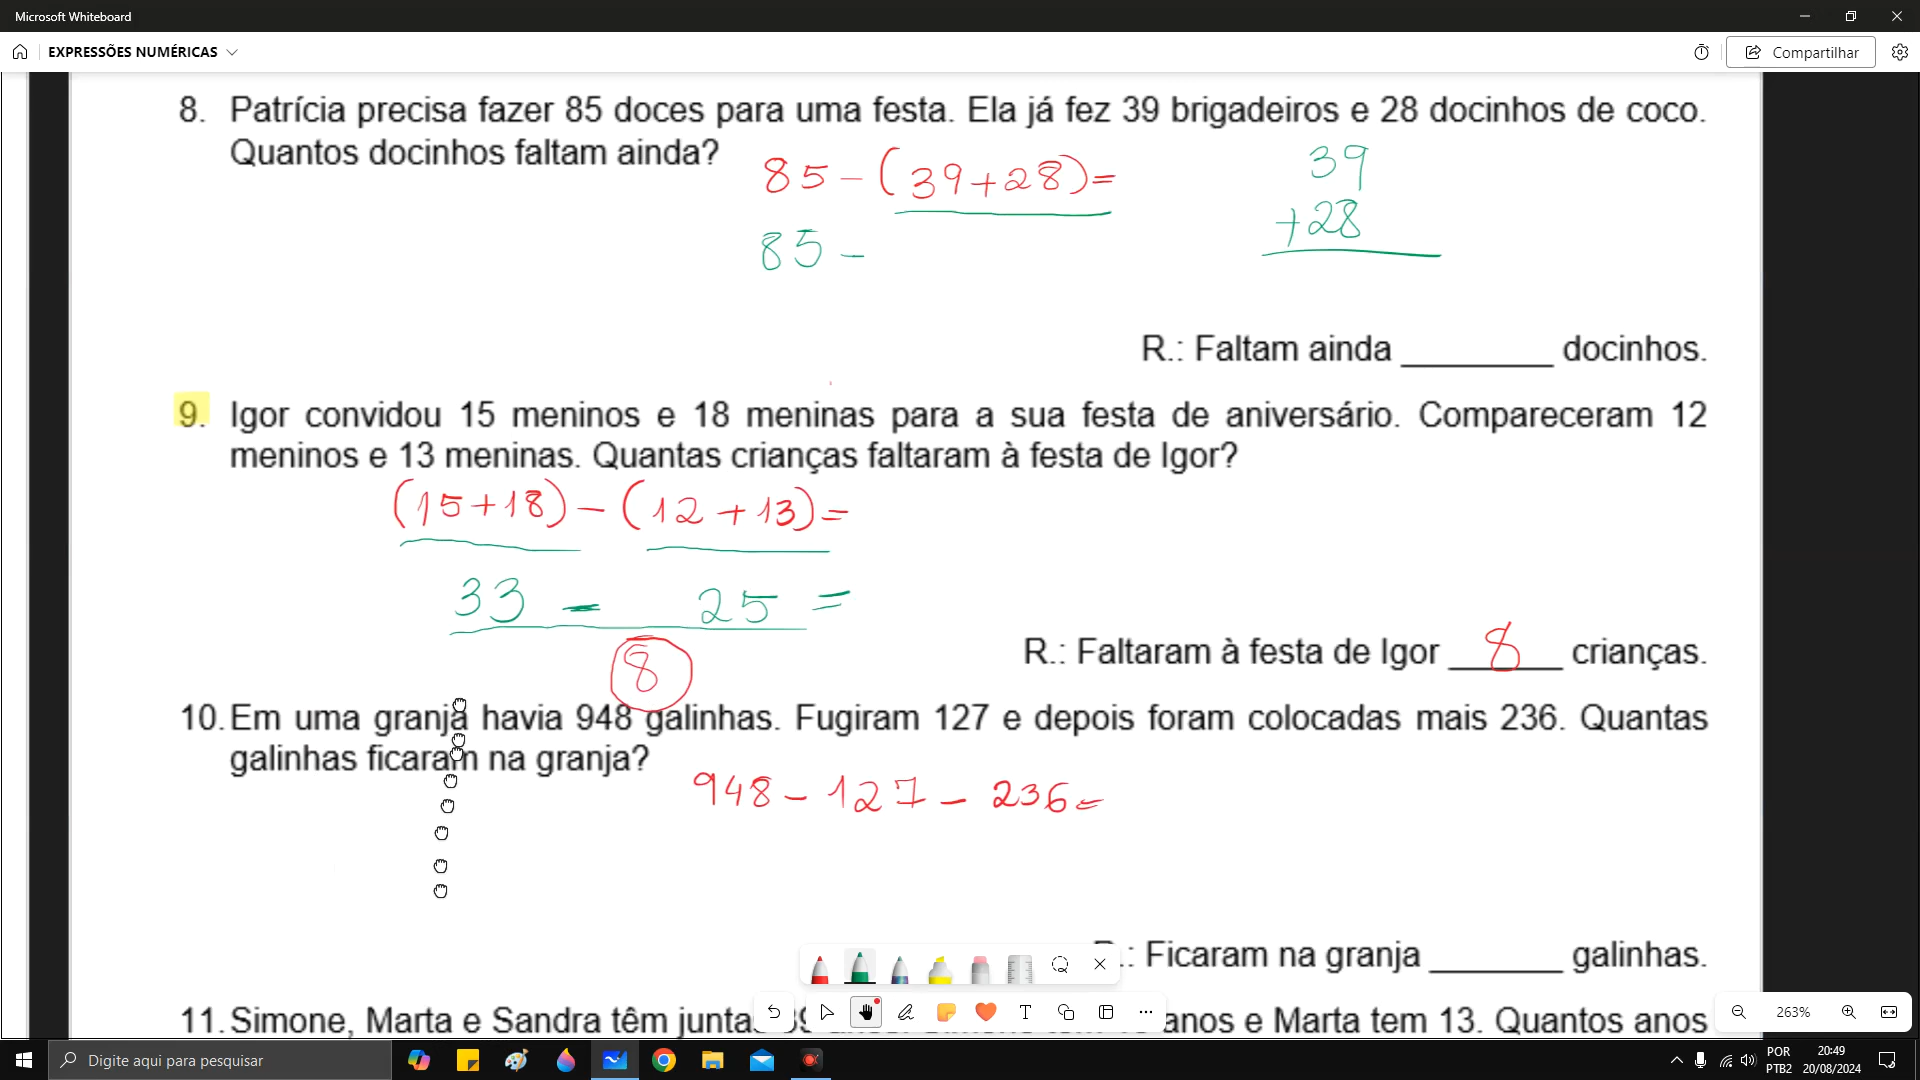 Microsoft Whiteboard
EXPRESSÕES NUMÉRICAS
Compartilhar
8. Patrícia precisa fazer 85 doces para uma festa. Ela já fez 39 brigadeiros e 28 docinhos de coco.
Quantos docinhos faltam ainda?
85 - (39+28)=
85 -
39
+28
R.: Faltam ainda ________ docinhos.
9. Igor convidou 15 meninos e 18 meninas para a sua festa de aniversário. Compareceram 12
meninos e 13 meninas. Quantas crianças faltaram à festa de Igor?
(15+18) - (12+13)=
33 - 25 =
8
R.: Faltaram à festa de Igor 8 crianças.
10. Em uma granja havia 948 galinhas. Fugiram 127 e depois foram colocadas mais 236. Quantas
galinhas ficaram na granja?
948 - 127 - 236=
: Ficaram na granja _______ galinhas.
11. Simone, Marta e Sandra têm juntas anos e Marta tem 13. Quantos anos
263%
Digite aqui para pesquisar
POR
PTB2
20:49
20/08/2024